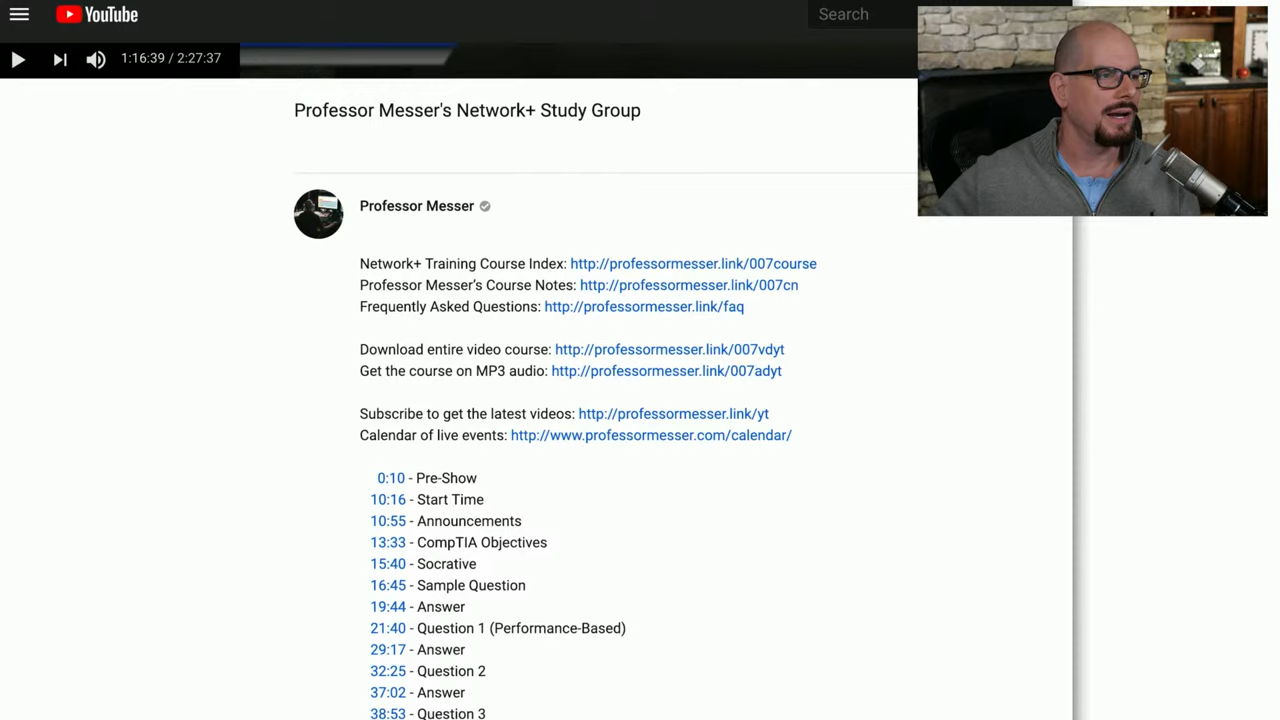 YouTube
Search
1:16:39 / 2:27:37
Professor Messer's Network+ Study Group
Professor Messer
Network+ Training Course Index: http://professormesser.link/007course
Professor Messer’s Course Notes: http://professormesser.link/007cn
Frequently Asked Questions: http://professormesser.link/faq
Download entire video course: http://professormesser.link/007vdyt
Get the course on MP3 audio: http://professormesser.link/007adyt
Subscribe to get the latest videos: http://professormesser.link/yt
Calendar of live events: http://www.professormesser.com/calendar/
0:10 - Pre-Show
10:16 - Start Time
10:55 - Announcements
13:33 - CompTIA Objectives
15:40 - Socrative
16:45 - Sample Question
19:44 - Answer
21:40 - Question 1 (Performance-Based)
29:17 - Answer
32:25 - Question 2
37:02 - Answer
38:53 - Question 3